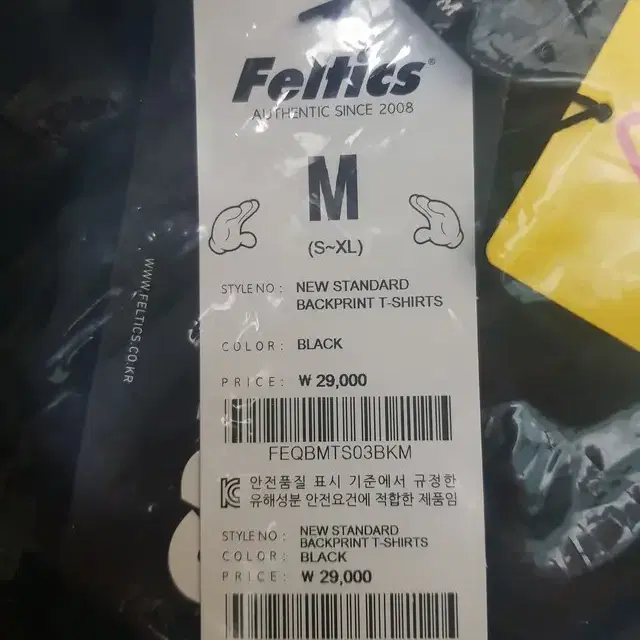 Feltics®
AUTHENTIC SINCE 2008
M
(S~XL)
STYLE NO : NEW STANDARD
BACKPRINT T-SHIRTS
COLOR : BLACK
PRICE : ₩ 29,000
FEQBMTS03BKM
안전품질 표시 기준에서 규정한
유해성분 안전요건에 적합한 제품임
STYLE NO : NEW STANDARD
BACKPRINT T-SHIRTS
COLOR : BLACK
PRICE : ₩ 29,000
WWW.FELTICS.CO.KR
M